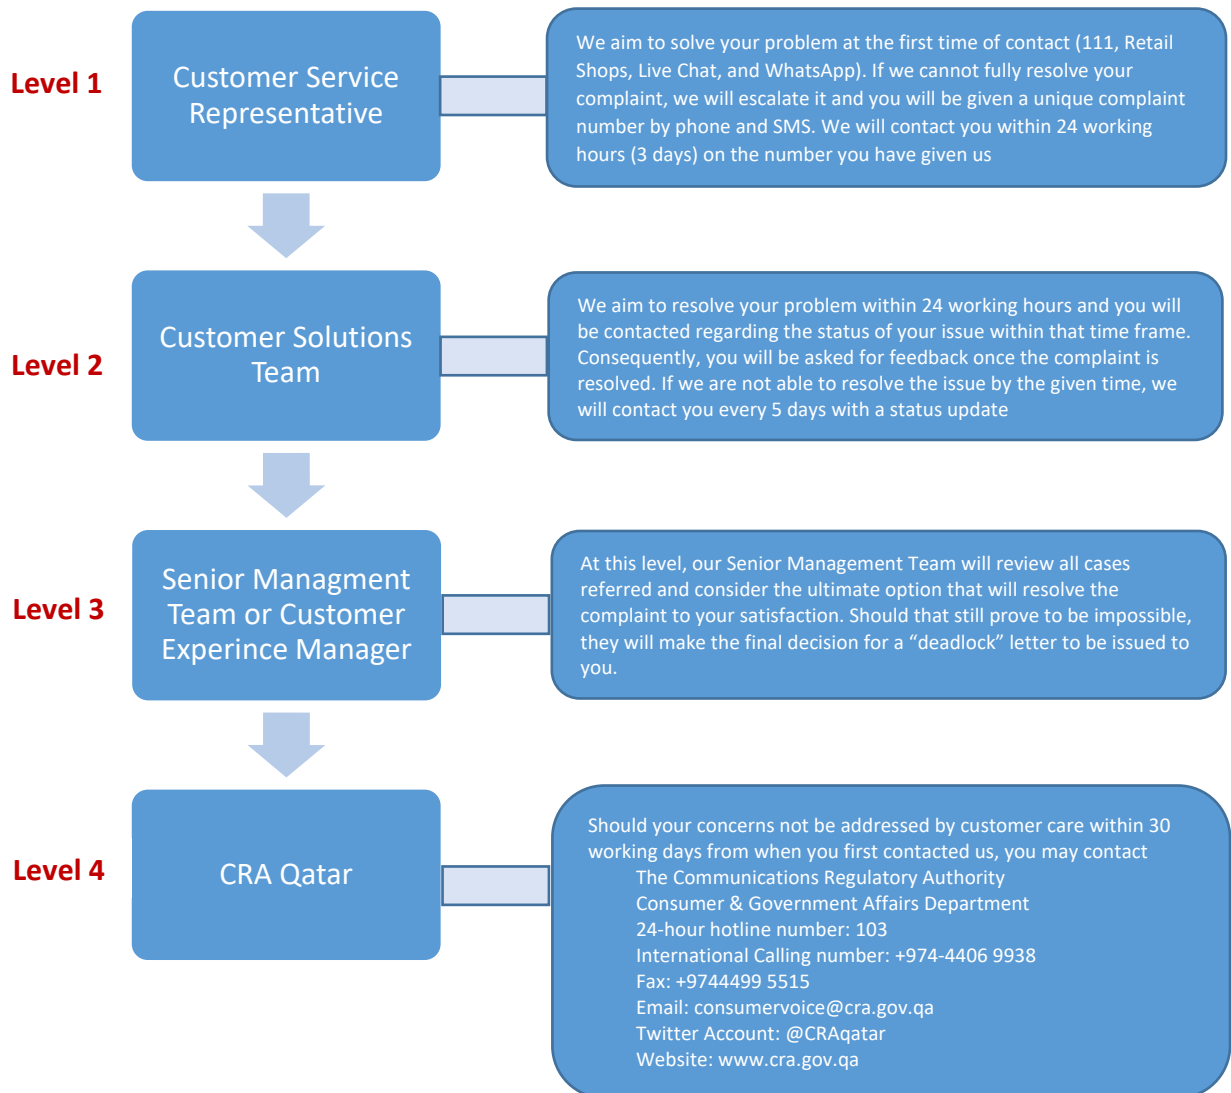 Level 1
Customer Service
Representative
We aim to solve your problem at the first time of contact (111, Retail
Shops, Live Chat, and WhatsApp). If we cannot fully resolve your
complaint, we will escalate it and you will be given a unique complaint
number by phone and SMS. We will contact you within 24 working
hours (3 days) on the number you have given us
Level 2
Customer Solutions
Team
We aim to resolve your problem within 24 working hours and you will
be contacted regarding the status of your issue within that time frame.
Consequently, you will be asked for feedback once the complaint is
resolved. If we are not able to resolve the issue by the given time, we
will contact you every 5 days with a status update
Level 3
Senior Managment
Team or Customer
Experince Manager
At this level, our Senior Management Team will review all cases
referred and consider the ultimate option that will resolve the
complaint to your satisfaction. Should that still prove to be impossible,
they will make the final decision for a “deadlock” letter to be issued to
you.
Level 4
CRA Qatar
Should your concerns not be addressed by customer care within 30
working days from when you first contacted us, you may contact
The Communications Regulatory Authority
Consumer & Government Affairs Department
24-hour hotline number: 103
International Calling number: +974-4406 9938
Fax: +9744499 5515
Email: consumervoice@cra.gov.qa
Twitter Account: @CRAqatar
Website: www.cra.gov.qa